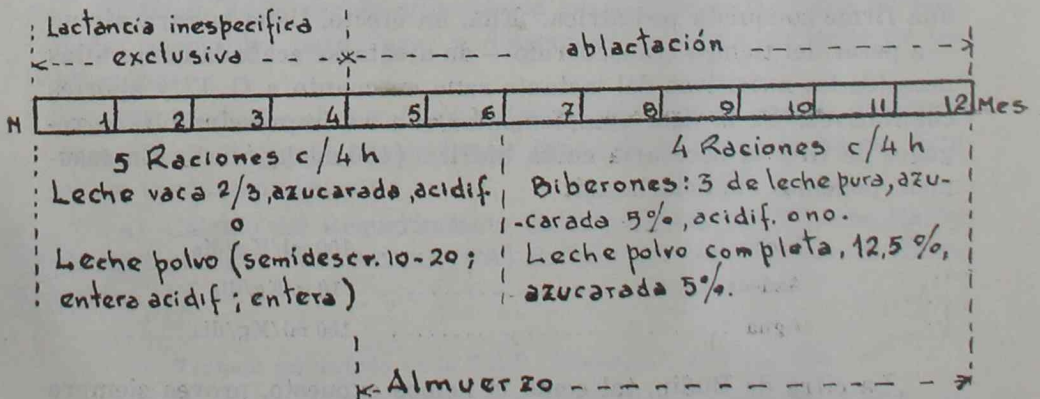 Lactancia inespecífica
exclusiva
ablactación
N 1 2 3 4 5 6 7 8 9 10 11 12 Mes
5 Raciones c/4 h
Leche vaca 2/3, azucarada, acidif.
o
Leche polvo (semidescr. 10-20;
entera acidif; entera)
4 Raciones c/4 h
Biberones: 3 de leche pura, azu-
-carada 5%, acidif. o no.
Leche polvo completa, 12,5 %,
azucarada 5%.
Almuerzo